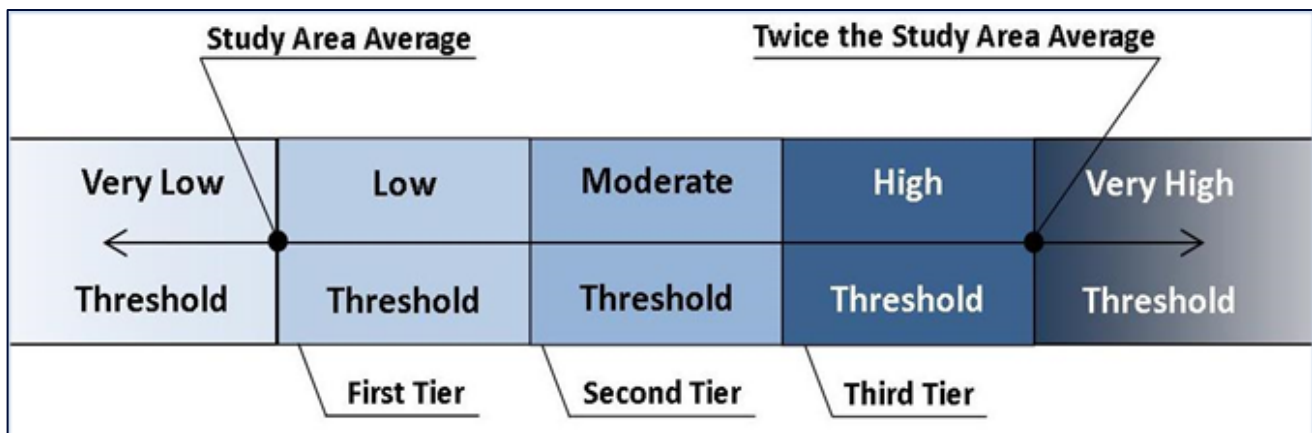 Study Area Average
Twice the Study Area Average
Very Low
Threshold
Low
Threshold
Moderate
Threshold
High
Threshold
Very High
Threshold
First Tier
Second Tier
Third Tier